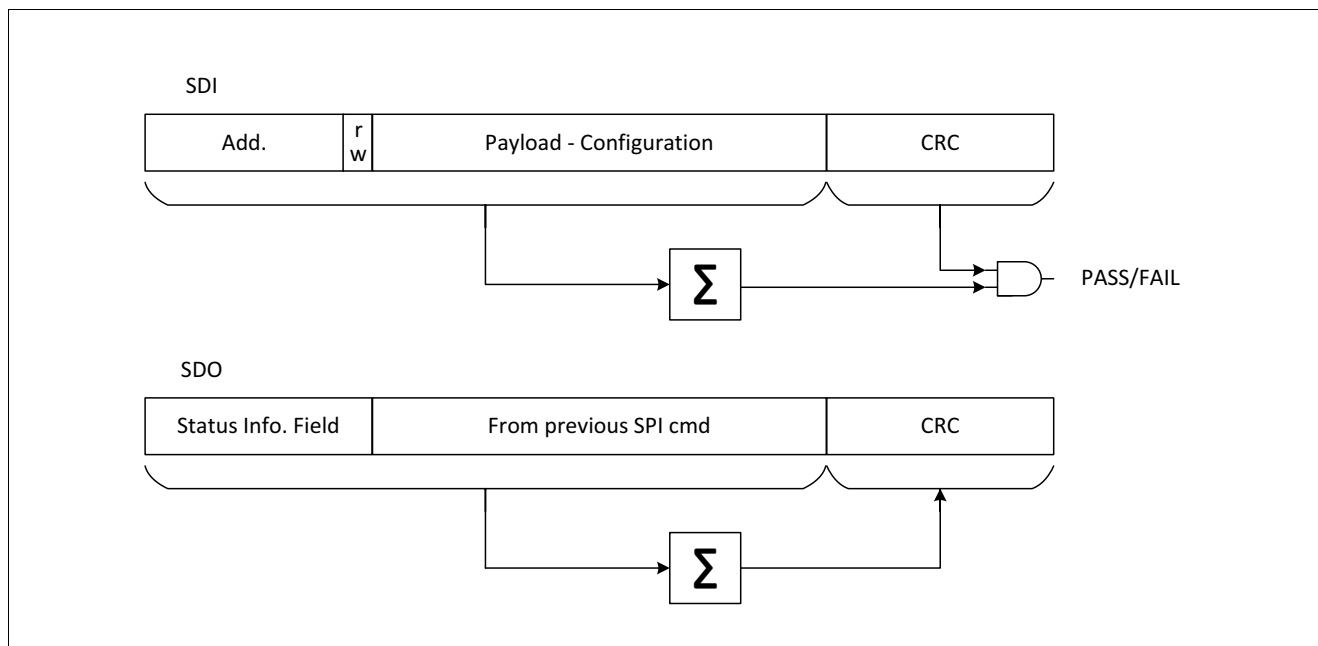 SDI
Add.
r
w
Payload - Configuration
CRC
Σ
PASS/FAIL
SDO
Status Info. Field
From previous SPI cmd
CRC
Σ